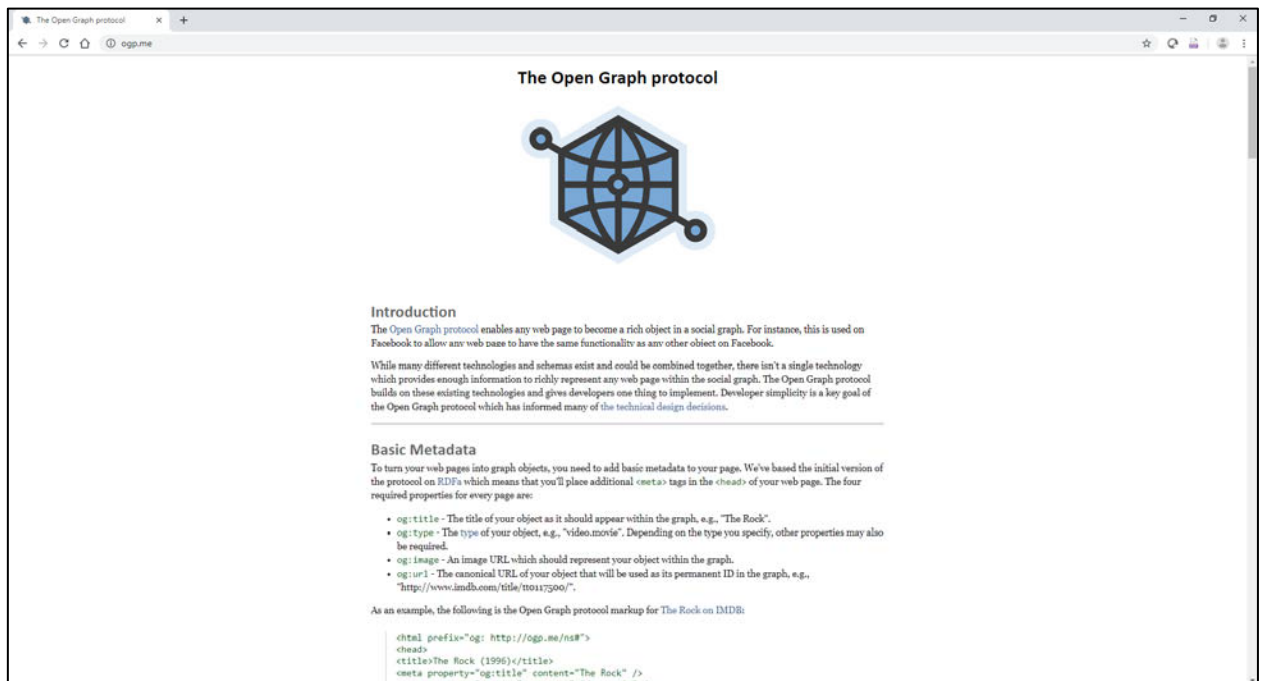 The Open Graph protocol
ogp.me
The Open Graph protocol
Introduction
The Open Graph protocol enables any web page to become a rich object in a social graph. For instance, this is used on
Facebook to allow any web page to have the same functionality as any other object on Facebook.
While many different technologies and schemas exist and could be combined together, there isn't a single technology
which provides enough information to richly represent any web page within the social graph. The Open Graph protocol
builds on these existing technologies and gives developers one thing to implement. Developer simplicity is a key goal of
the Open Graph protocol which has informed many of the technical design decisions.
Basic Metadata
To turn your web pages into graph objects, you need to add basic metadata to your page. We've based the initial version of
the protocol on RDFa which means that you'll place additional <meta> tags in the <head> of your web page. The four
required properties for every page are:
• og:title - The title of your object as it should appear within the graph, e.g., "The Rock".
• og:type - The type of your object, e.g., "video.movie". Depending on the type you specify, other properties may also
be required.
• og:image - An image URL which should represent your object within the graph.
• og:url - The canonical URL of your object that will be used as its permanent ID in the graph, e.g.,
"http://www.imdb.com/title/tt0117500/".
As an example, the following is the Open Graph protocol markup for The Rock on IMDB:
<html prefix="og: http://ogp.me/ns#">
<head>
<title>The Rock (1996)</title>
<meta property="og:title" content="The Rock" />